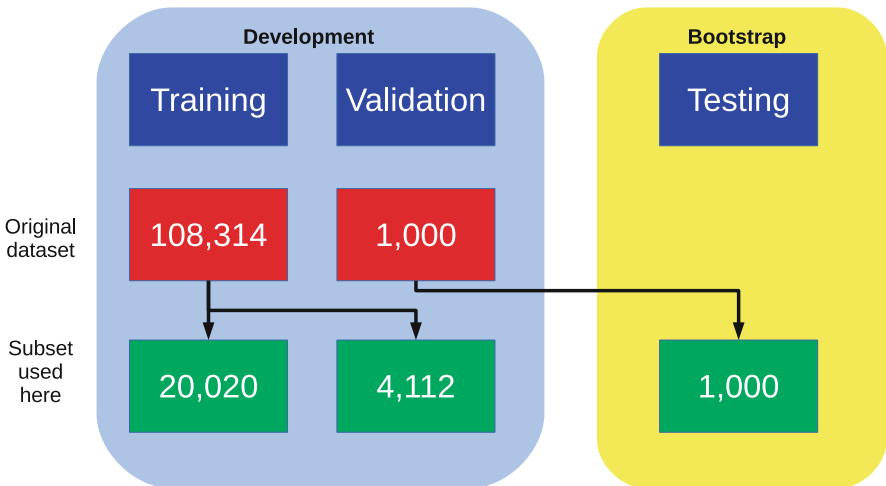 Development
Bootstrap
Training
Validation
Testing
Original
dataset
108,314
1,000
Subset
used
here
20,020
4,112
1,000